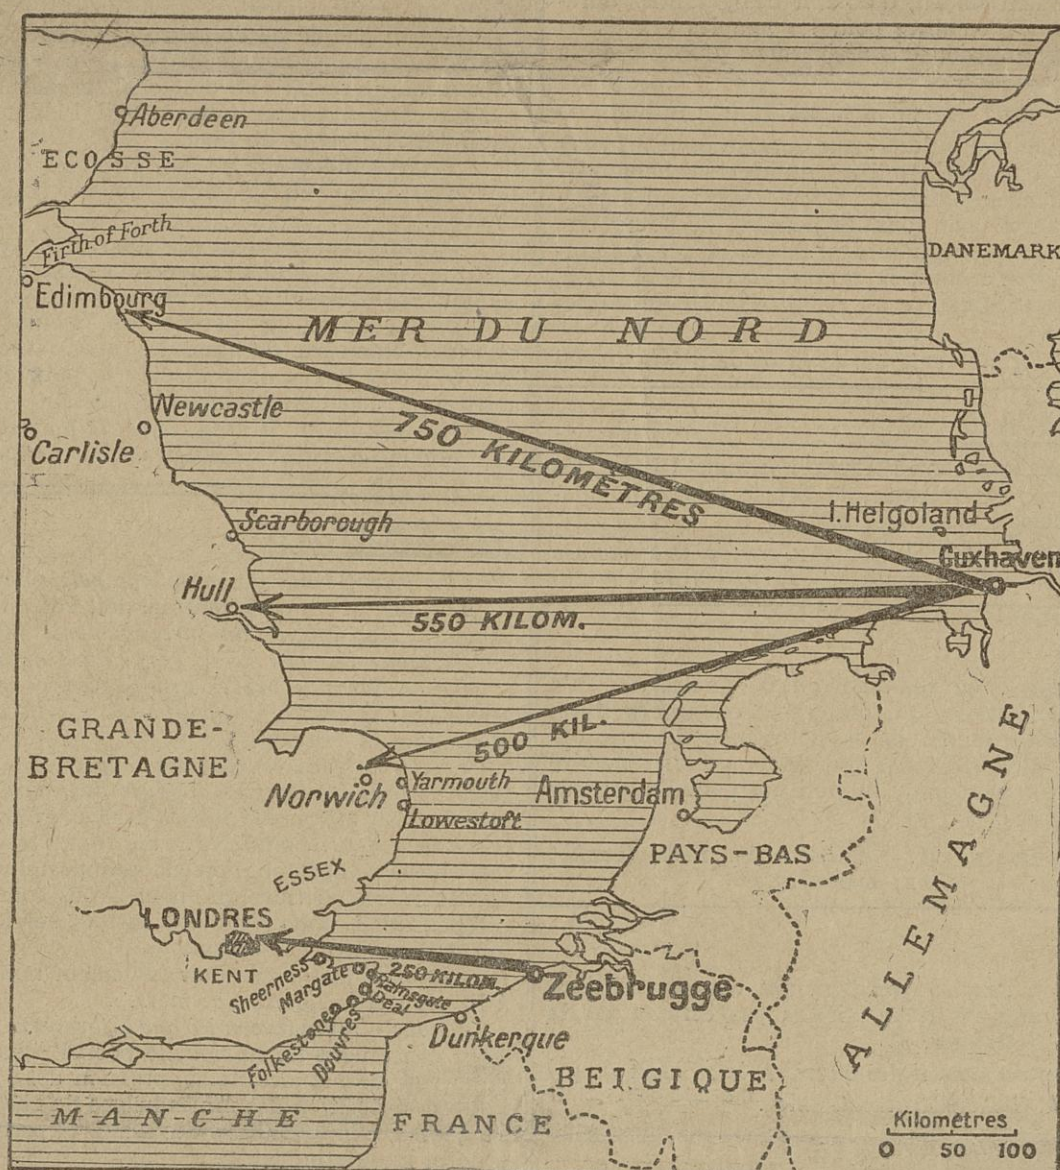 Aberdeen
ECOSSE
Firth of Forth
DANEMARK
Edimbourg
MER DU NORD
Newcastle
750 KILOMÈTRES
Carlisle
I. Helgoland
Scarborough
Cuxhaven
Hull
550 KILOM.
GRANDE-
BRETAGNE
500 KIL.
Norwich
Yarmouth
Amsterdam
Lowestoft
PAYS-BAS
ALLEMAGNE
ESSEX
LONDRES
KENT
250 KILOM.
Sheerness
Margate
Ramsgate
Deal
Zeebrugge
Folkestone
Douvres
Dunkerque
BELGIQUE
MANCHE
FRANCE
Kilomètres
0 50 100